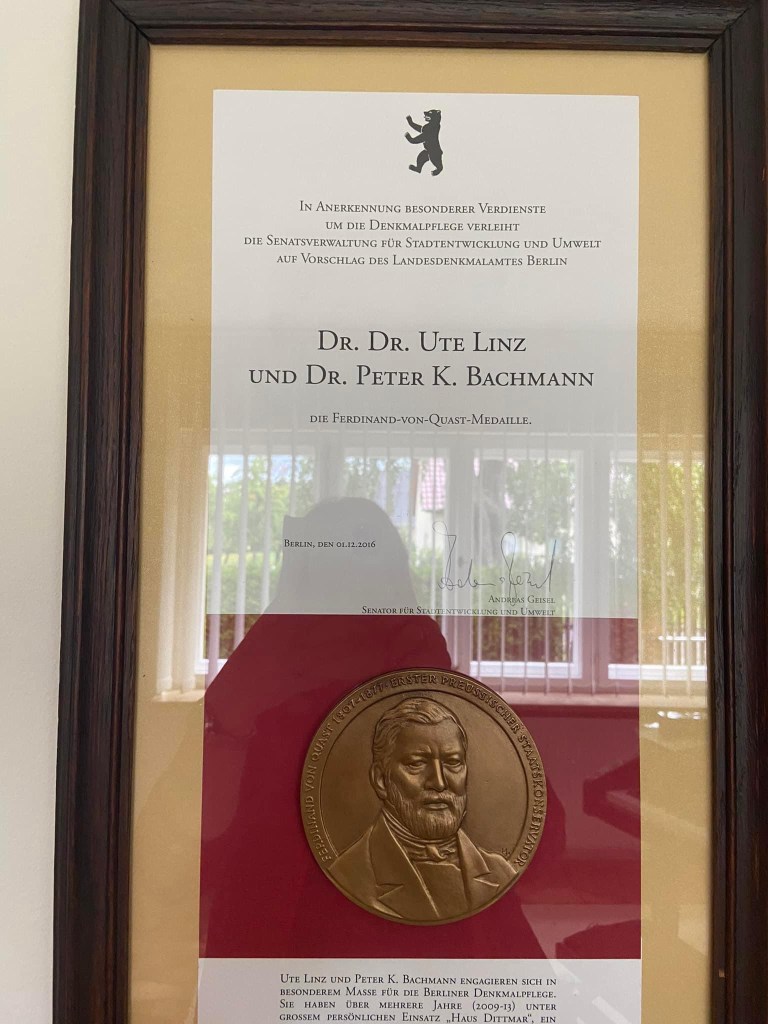 In Anerkennung besonderer Verdienste
um die Denkmalpflege verleiht
die Senatsverwaltung für Stadtentwicklung und Umwelt
auf Vorschlag des Landesdenkmalamtes Berlin
Dr. Dr. Ute Linz
und Dr. Peter K. Bachmann
die Ferdinand-von-Quast-Medaille.
Berlin, den 01.12.2016
Andreas Geisel
Senator für Stadtentwicklung und Umwelt
FERDINAND VON QUAST·1807-1877·ERSTER PREUSSISCHER STAATSKONSERVATOR
Ute Linz und Peter K. Bachmann engagieren sich in
besonderem Masse für die Berliner Denkmalpflege.
Sie haben über mehrere Jahre (2009-13) unter
grossem persönlichen Einsatz „Haus Dittmar“, ein